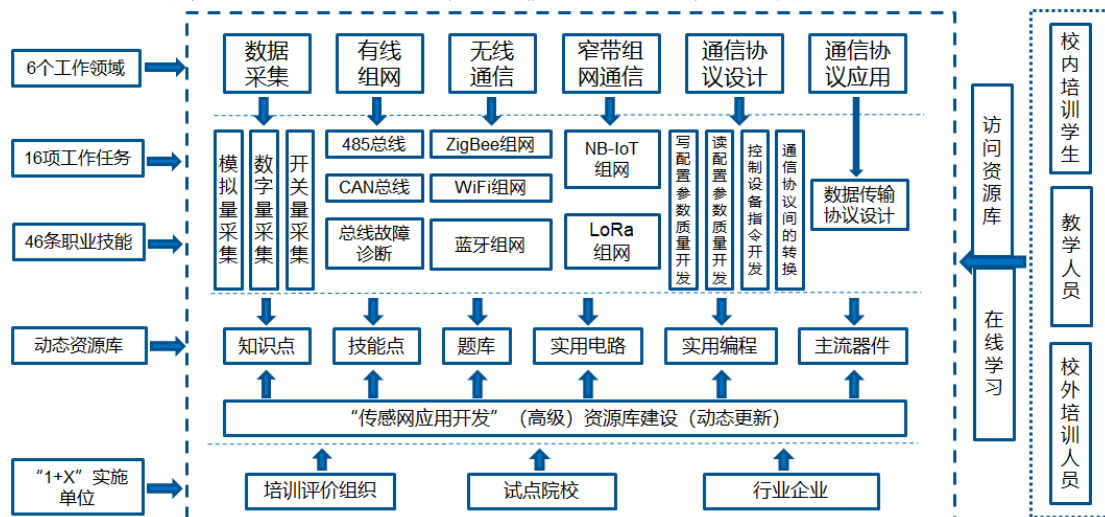 6个工作领域
数据
采集
有线
组网
无线
通信
窄带组
网通信
通信协
议设计
通信协
议应用
16项工作任务
46条职业技能
模拟量采集
数字量采集
开关量采集
485总线
CAN总线
总线故障
诊断
ZigBee组网
WiFi组网
蓝牙组网
NB-IoT
组网
LoRa
组网
写配置参数质量开发
读配置参数质量开发
控制设备指令开发
通信协议间的转换
数据传输
协议设计
动态资源库
知识点
技能点
题库
实用电路
实用编程
主流器件
“传感网应用开发”（高级）资源库建设（动态更新）
“1+X”实施
单位
培训评价组织
试点院校
行业企业
访问资源库
在线学习
校内培训学生
教学人员
校外培训人员